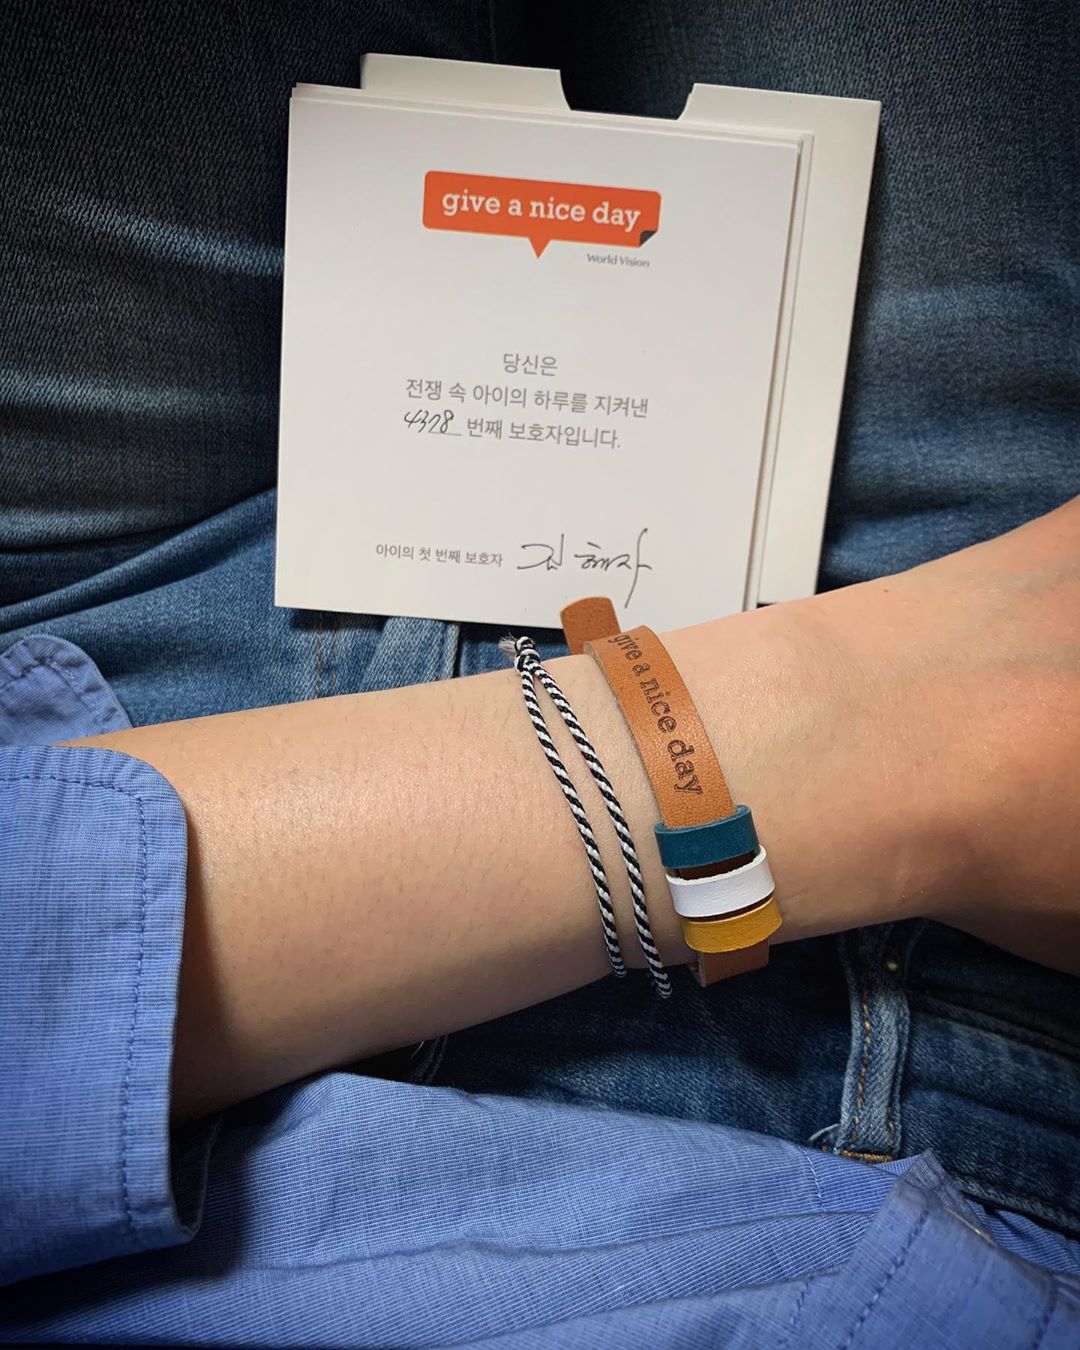 give a nice day
World Vision
당신은
전쟁 속 아이의 하루를 지켜낸
4378 번째 보호자입니다.
아이의 첫 번째 보호자 김혜자
give a nice day